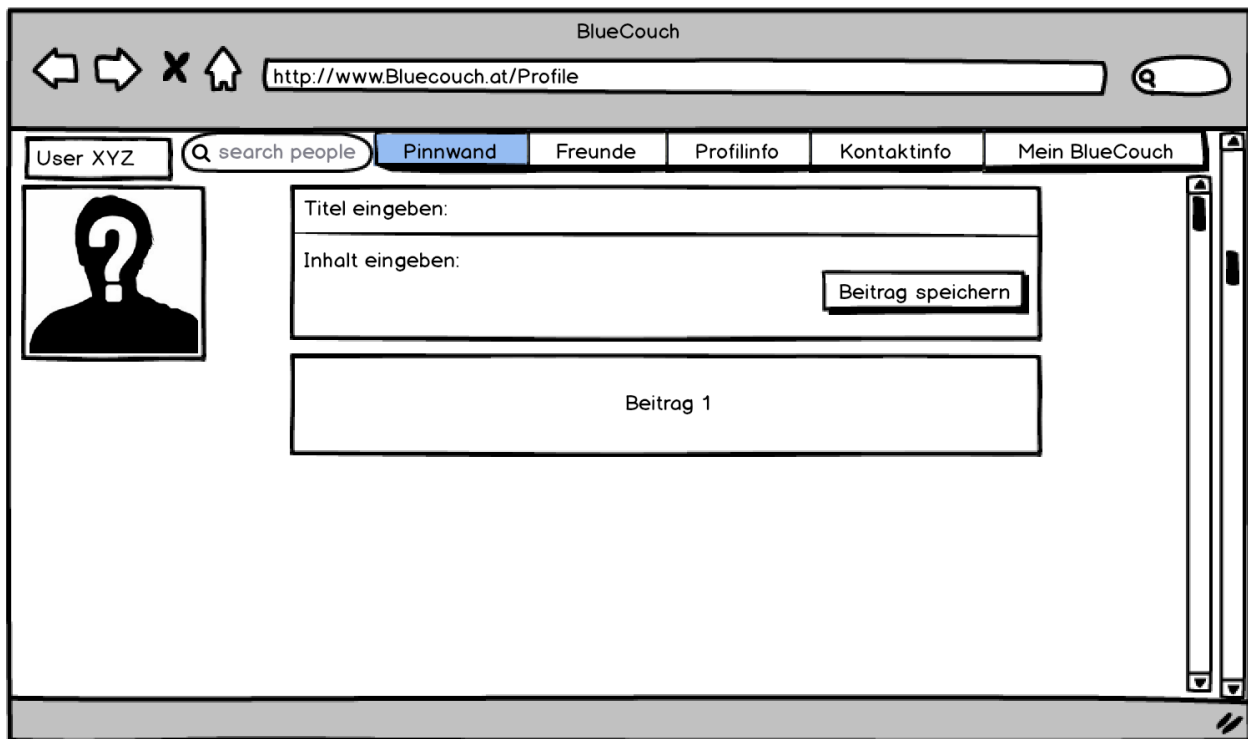 BlueCouch
http://www.Bluecouch.at/Profile
User XYZ
search people
Pinnwand
Freunde
Profilinfo
Kontaktinfo
Mein BlueCouch
Titel eingeben:
Inhalt eingeben:
Beitrag speichern
Beitrag 1